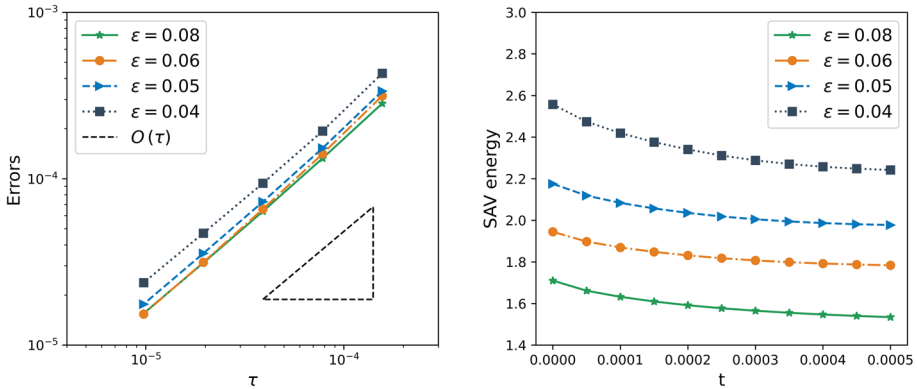 10⁻³
10⁻⁴
10⁻⁵
Errors
ε = 0.08
ε = 0.06
ε = 0.05
ε = 0.04
O(τ)
10⁻⁵
10⁻⁴
τ
3.0
2.8
2.6
2.4
2.2
2.0
1.8
1.6
1.4
SAV energy
ε = 0.08
ε = 0.06
ε = 0.05
ε = 0.04
0.0000 0.0001 0.0002 0.0003 0.0004 0.0005
t